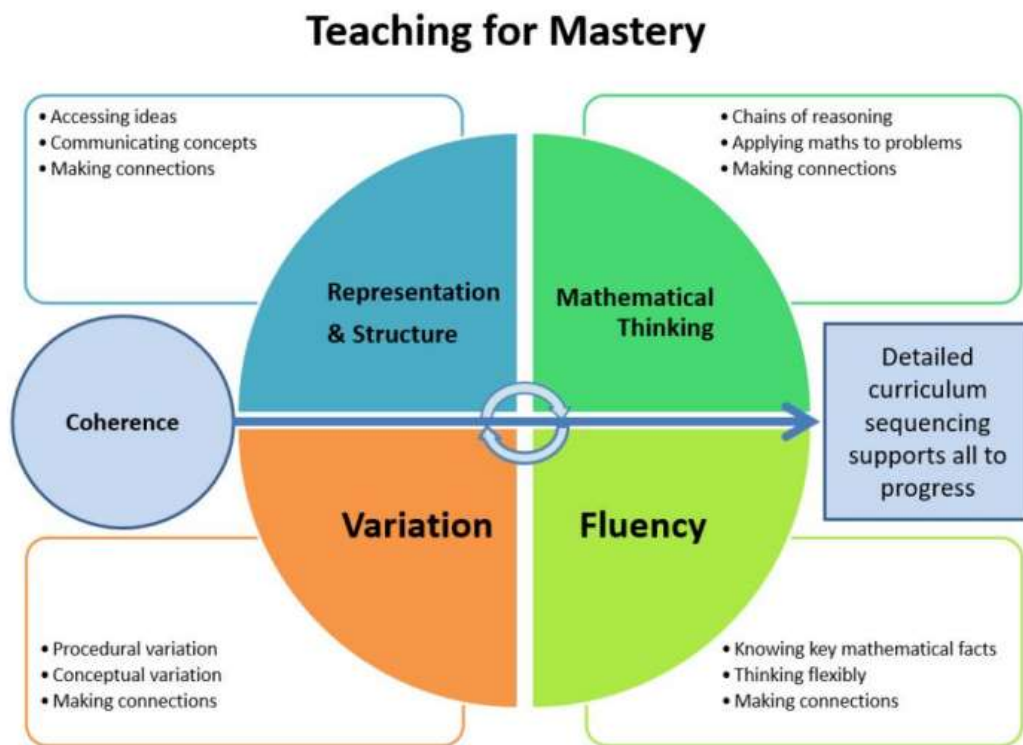 Teaching for Mastery
• Accessing ideas
• Communicating concepts
• Making connections
• Chains of reasoning
• Applying maths to problems
• Making connections
Representation
& Structure
Mathematical
Thinking
Coherence
Detailed
curriculum
sequencing
supports all to
progress
Variation
Fluency
• Procedural variation
• Conceptual variation
• Making connections
• Knowing key mathematical facts
• Thinking flexibly
• Making connections